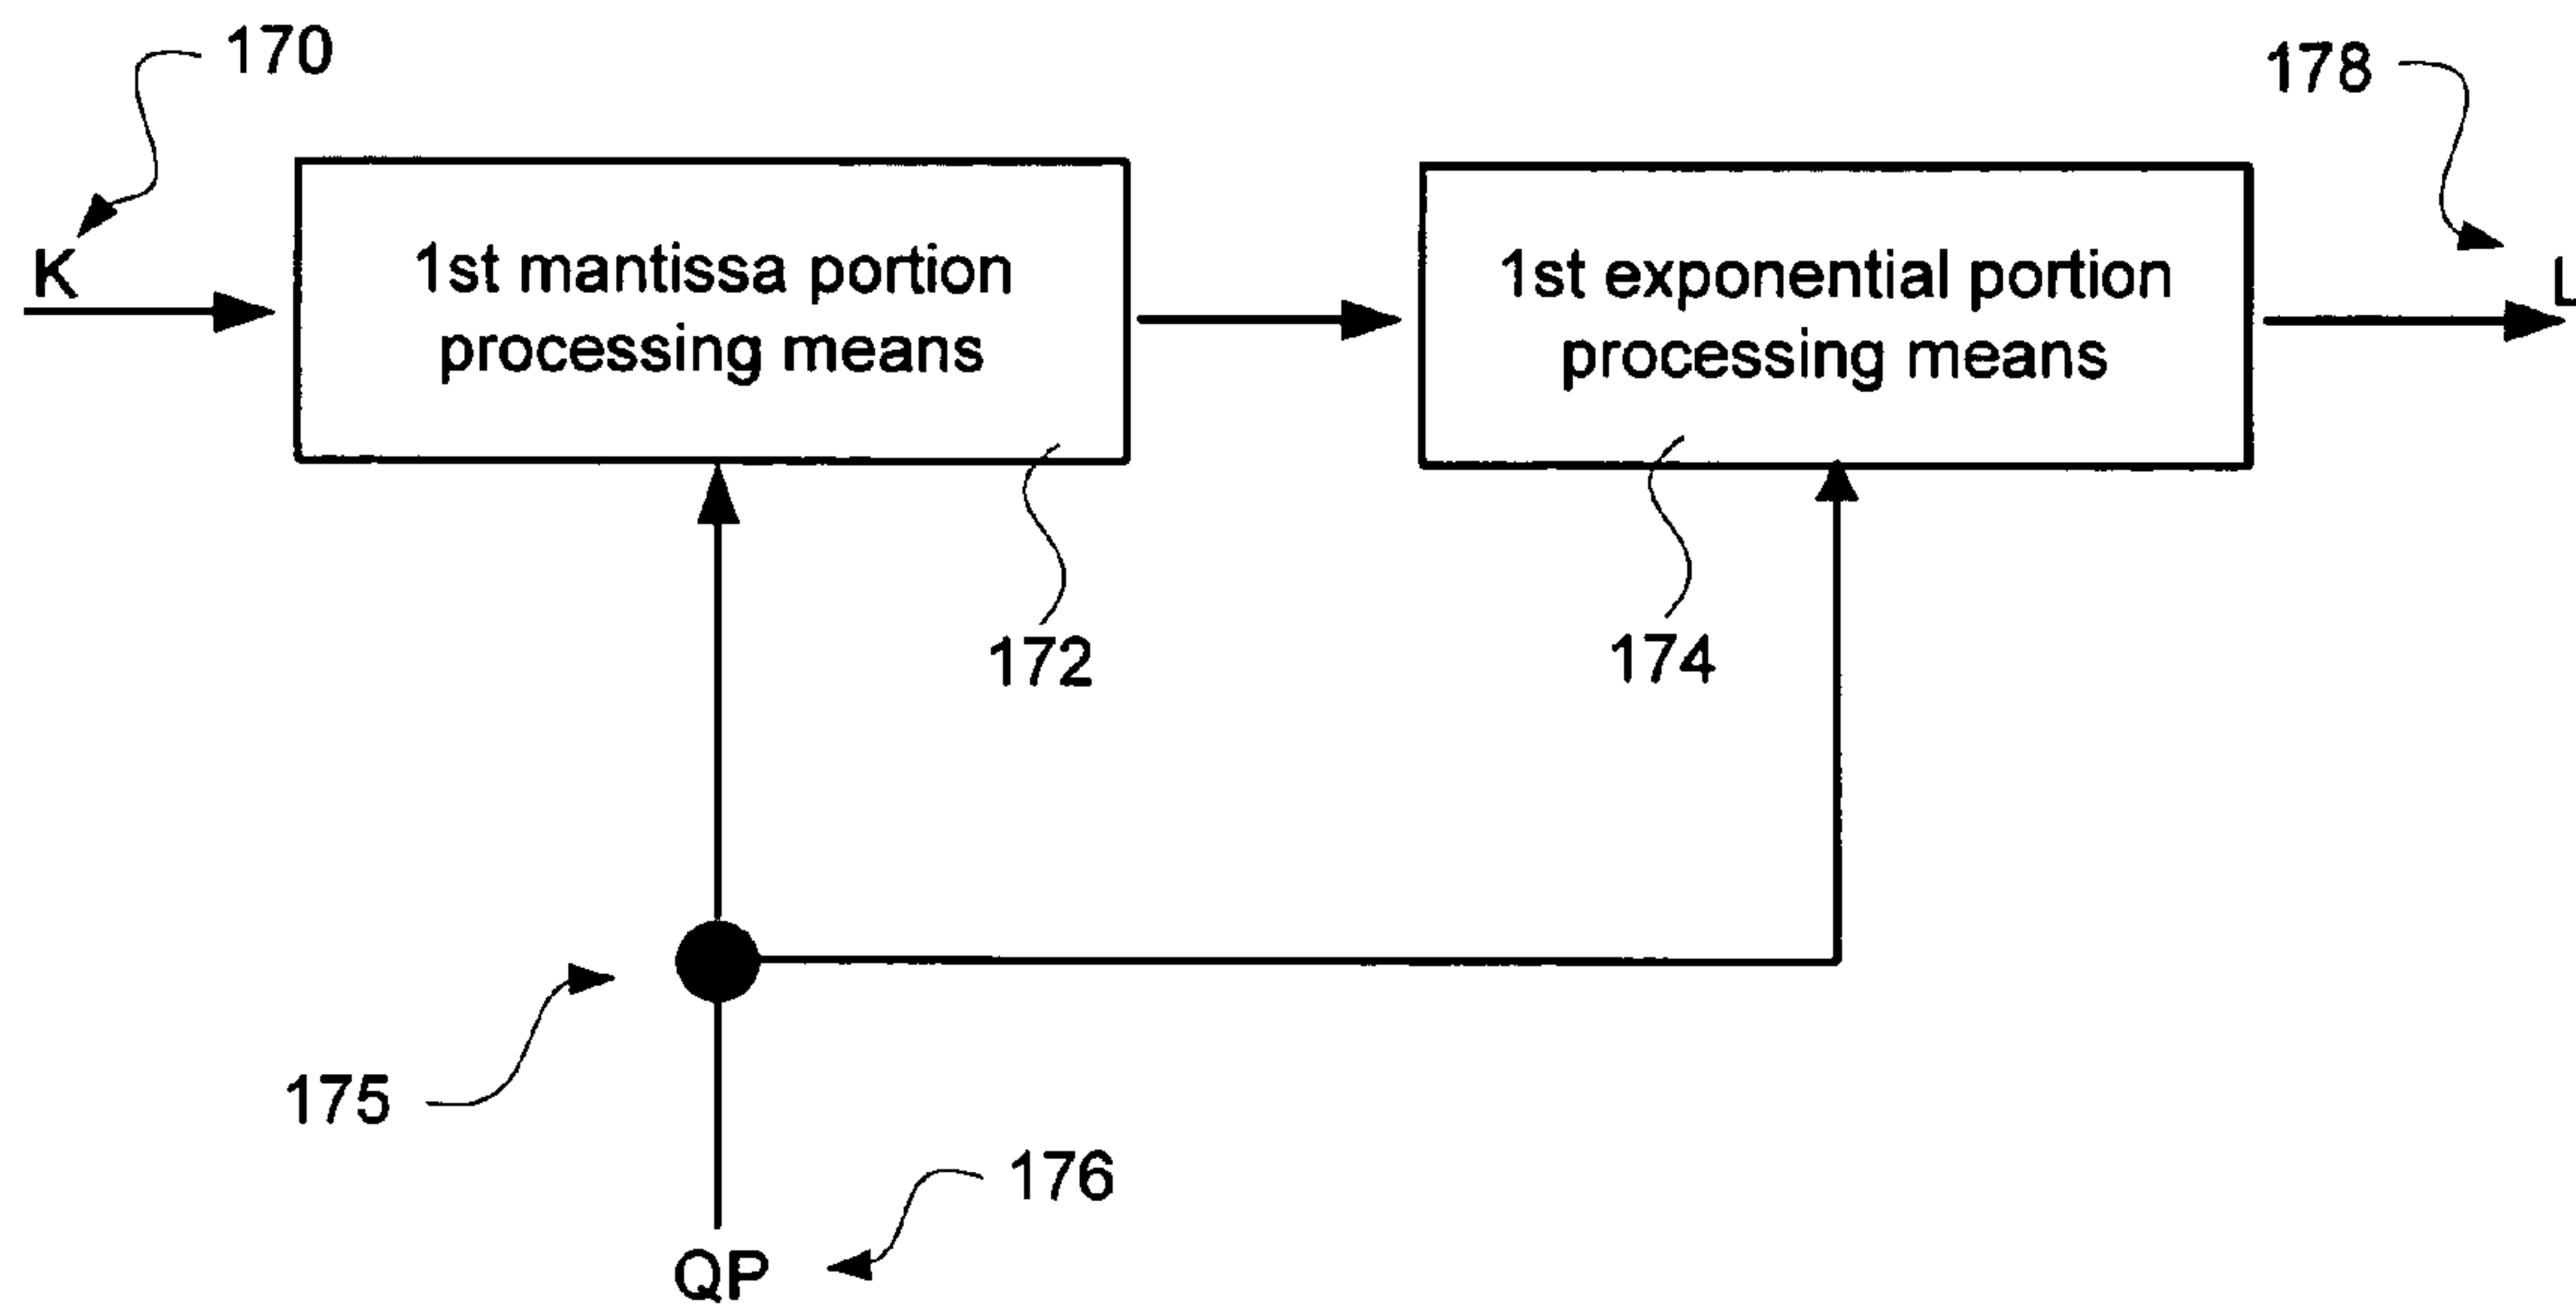 170
178
K
1st mantissa portion
processing means
1st exponential portion
processing means
L
172
174
175
176
QP